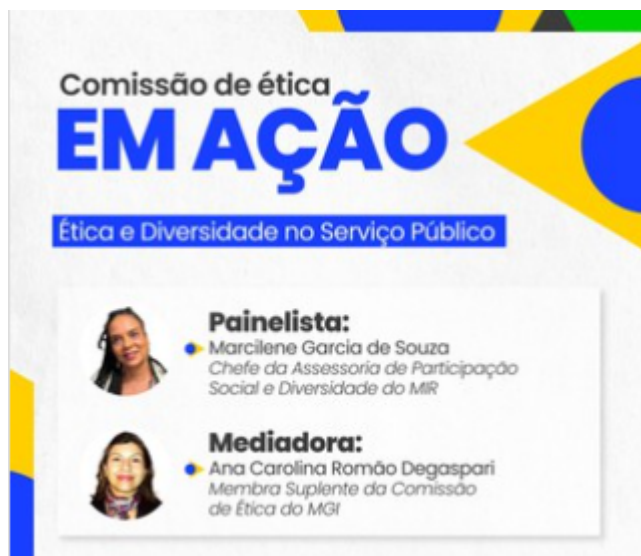 Comissão de ética
EM AÇÃO
Ética e Diversidade no Serviço Público
Painelista:
Marcilene Garcia de Souza
Chefe da Assessoria de Participação
Social e Diversidade do MIR
Mediadora:
Ana Carolina Romão Degaspari
Membra Suplente da Comissão
de Ética do MGI